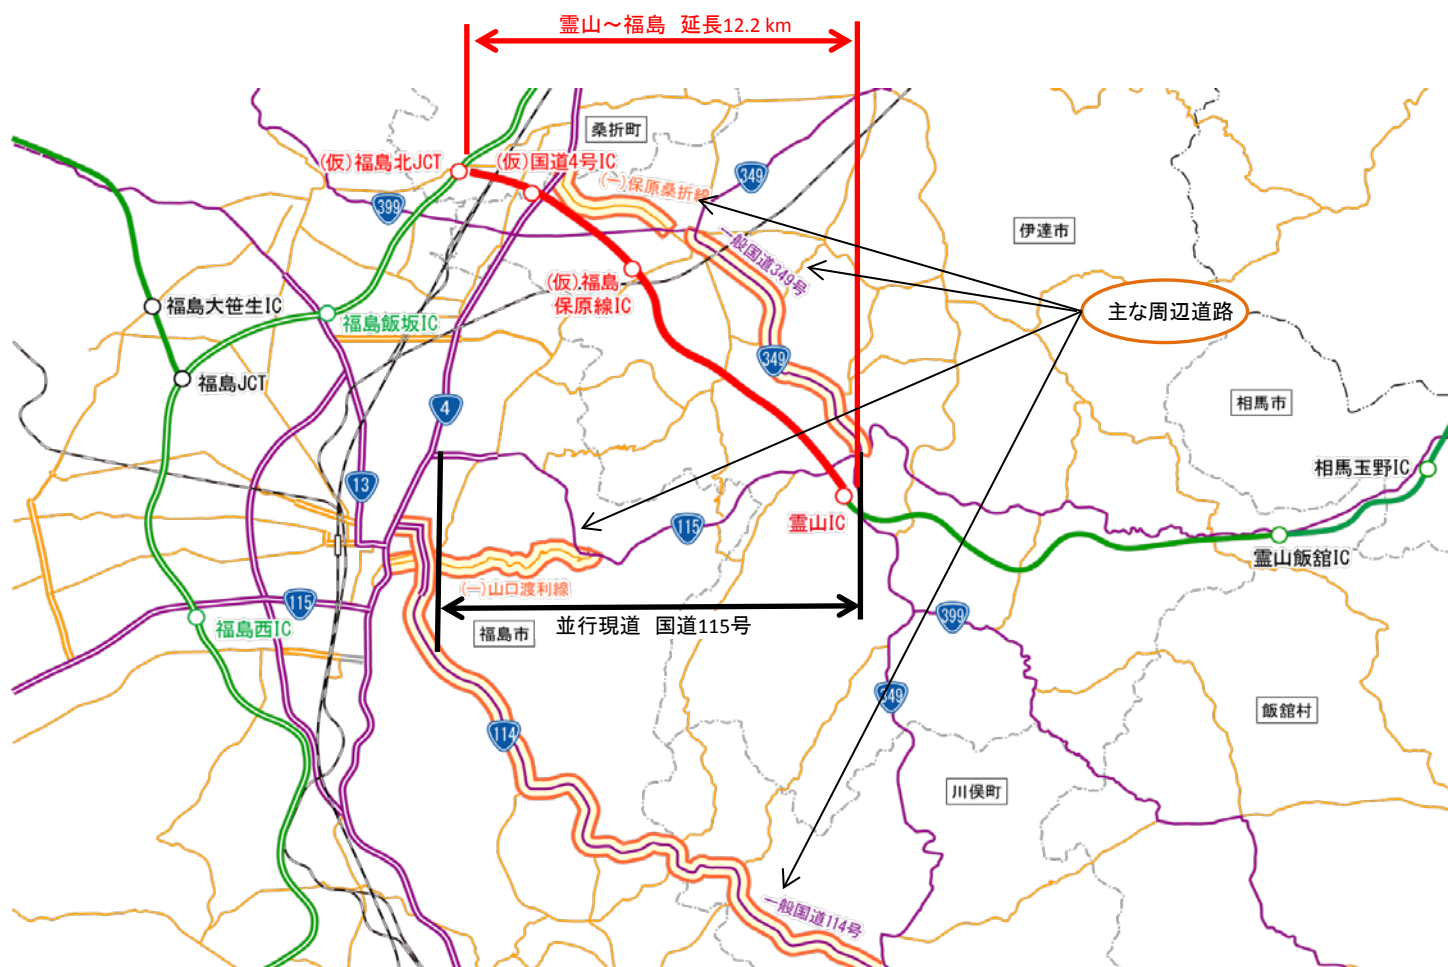 霊山～福島　延長12.2 km
桑折町
(仮)福島北JCT
(仮)国道4号IC
(一)保原桑折線
349
399
伊達市
一般国道349号
(仮)福島
保原線IC
福島大笹生IC
福島飯坂IC
主な周辺道路
福島JCT
349
4
相馬市
相馬玉野IC
13
霊山IC
115
霊山飯舘IC
(一)山口渡利線
115
福島西IC
並行現道　国道115号
福島市
399
349
飯舘村
114
川俣町
一般国道114号